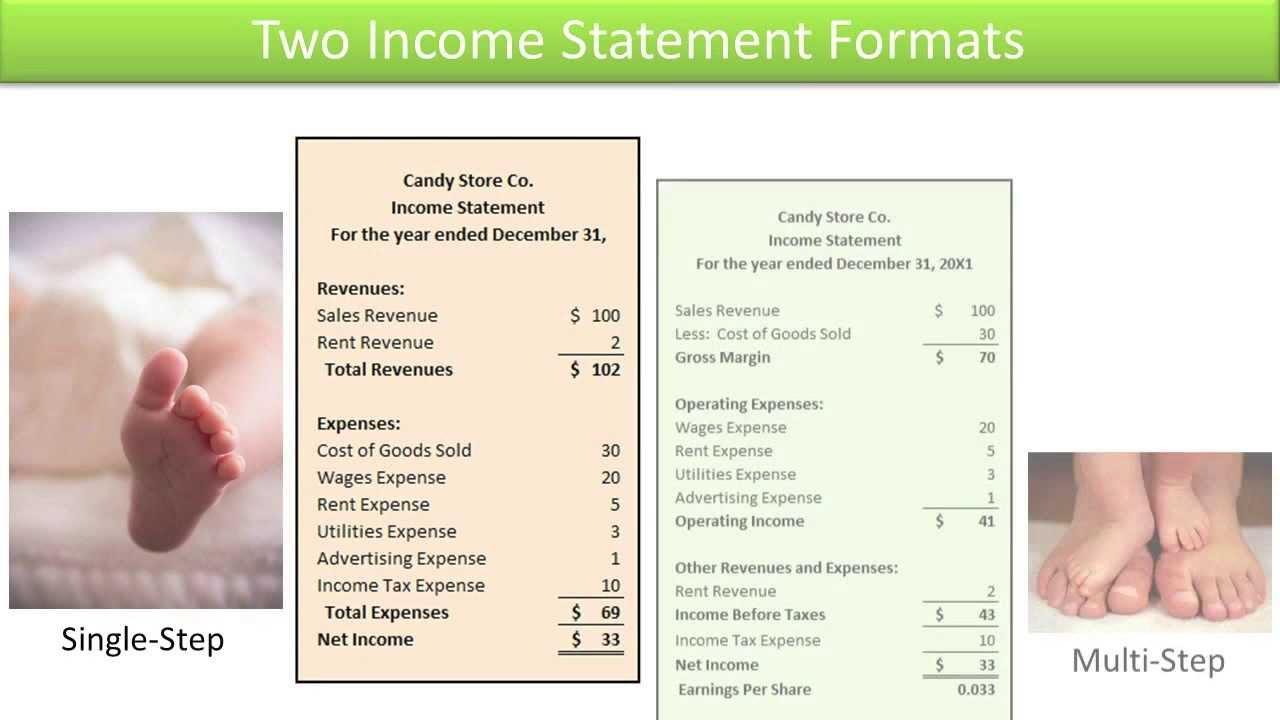 Two Income Statement Formats
Candy Store Co.
Income Statement
For the year ended December 31,
Revenues:
Sales Revenue $ 100
Rent Revenue 2
Total Revenues $ 102
Expenses:
Cost of Goods Sold 30
Wages Expense 20
Rent Expense 5
Utilities Expense 3
Advertising Expense 1
Income Tax Expense 10
Total Expenses $ 69
Net Income $ 33
Single-Step
Candy Store Co.
Income Statement
For the year ended December 31, 20X1
Sales Revenue $ 100
Less: Cost of Goods Sold 30
Gross Margin $ 70
Operating Expenses:
Wages Expense 20
Rent Expense 5
Utilities Expense 3
Advertising Expense 1
Operating Income $ 41
Other Revenues and Expenses:
Rent Revenue 2
Income Before Taxes $ 43
Income Tax Expense 10
Net Income $ 33
Earnings Per Share 0.033
Multi-Step